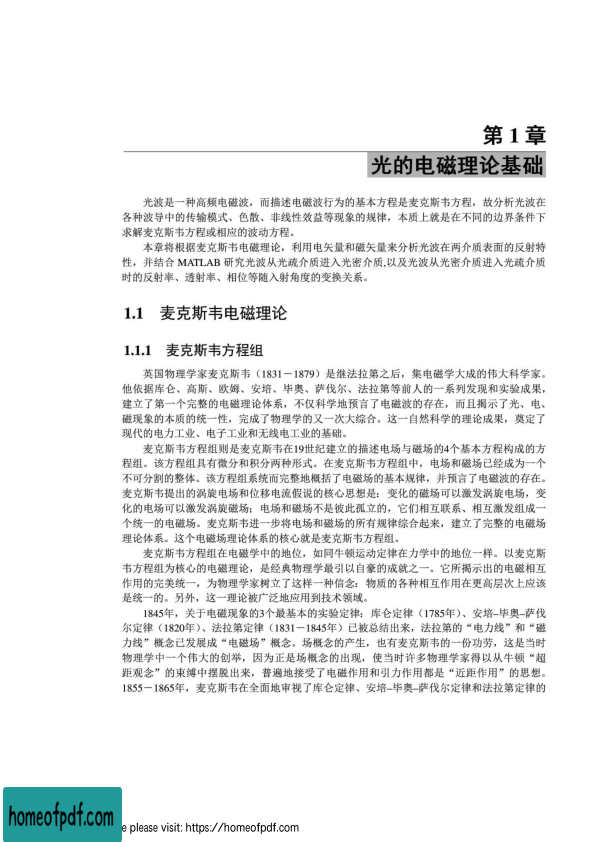 第 1 章
光的电磁理论基础
光波是一种高频电磁波，而描述电磁波行为的基本方程是麦克斯韦方程，故分析光波在
各种波导中的传输模式、色散、非线性效益等现象的规律，本质上就是在不同的边界条件下
求解麦克斯韦方程或相应的波动方程。
本章将根据麦克斯韦电磁理论，利用电矢量和磁矢量来分析光波在两介质表面的反射特
性，并结合 MATLAB 研究光波从光疏介质进入光密介质,以及光波从光密介质进入光疏介质
时的反射率、透射率、相位等随入射角度的变换关系。
1.1 麦克斯韦电磁理论
1.1.1 麦克斯韦方程组
英国物理学家麦克斯韦（1831－1879）是继法拉第之后，集电磁学大成的伟大科学家。
他依据库仑、高斯、欧姆、安培、毕奥、萨伐尔、法拉第等前人的一系列发现和实验成果，
建立了第一个完整的电磁理论体系，不仅科学地预言了电磁波的存在，而且揭示了光、电、
磁现象的本质的统一性，完成了物理学的又一次大综合。这一自然科学的理论成果，奠定了
现代的电力工业、电子工业和无线电工业的基础。
麦克斯韦方程组则是麦克斯韦在19世纪建立的描述电场与磁场的4个基本方程构成的方
程组。该方程组具有微分和积分两种形式。在麦克斯韦方程组中，电场和磁场已经成为一个
不可分割的整体。该方程组系统而完整地概括了电磁场的基本规律，并预言了电磁波的存在。
麦克斯韦提出的涡旋电场和位移电流假说的核心思想是：变化的磁场可以激发涡旋电场，变
化的电场可以激发涡旋磁场；电场和磁场不是彼此孤立的，它们相互联系、相互激发组成一
个统一的电磁场。麦克斯韦进一步将电场和磁场的所有规律综合起来，建立了完整的电磁场
理论体系。这个电磁场理论体系的核心就是麦克斯韦方程组。
麦克斯韦方程组在电磁学中的地位，如同牛顿运动定律在力学中的地位一样。以麦克斯
韦方程组为核心的电磁理论，是经典物理学最引以自豪的成就之一。它所揭示出的电磁相互
作用的完美统一，为物理学家树立了这样一种信念：物质的各种相互作用在更高层次上应该
是统一的。另外，这一理论被广泛地应用到技术领域。
1845年，关于电磁现象的3个最基本的实验定律：库仑定律（1785年）、安培–毕奥–萨伐
尔定律（1820年）、法拉第定律（1831－1845年）已被总结出来，法拉第的“电力线”和“磁
力线”概念已发展成“电磁场”概念。场概念的产生，也有麦克斯韦的一份功劳，这是当时
物理学中一个伟大的创举，因为正是场概念的出现，使当时许多物理学家得以从牛顿“超
距观念”的束缚中摆脱出来，普遍地接受了电磁作用和引力作用都是“近距作用”的思想。
1855－1865年，麦克斯韦在全面地审视了库仑定律、安培–毕奥–萨伐尔定律和法拉第定律的
homeofpdf.com
e please visit: https://homeofpdf.com